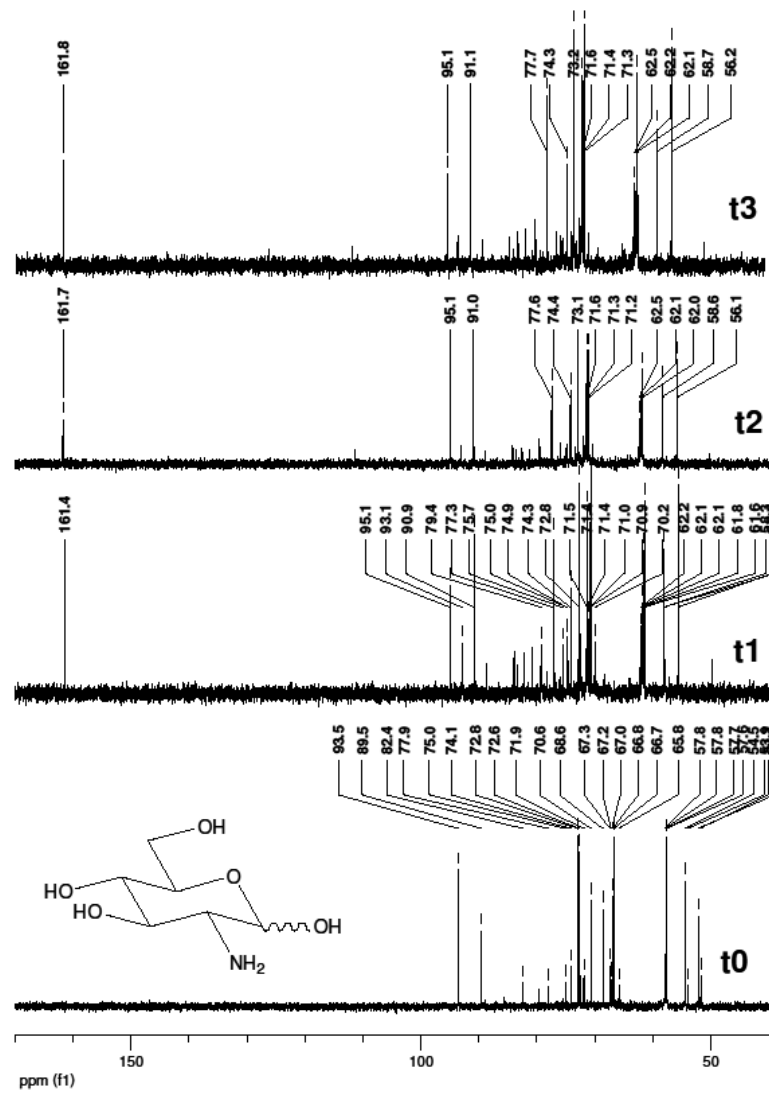 161.8 95.1 91.1 77.7 74.3 73.2 71.6 71.4 71.3 62.5 62.2 62.1 58.7 56.2
t3
161.7 95.1 91.0 77.6 74.4 73.1 71.6 71.3 71.2 62.5 62.1 62.0 58.6 56.1
t2
161.4 95.1 93.1 90.9 79.4 77.3 75.7 75.0 74.9 74.3 72.8 71.5 71.4 71.4 71.0 70.9 70.2 62.2 62.1 62.1 61.8 61.6
t1
93.5 89.5 82.4 77.9 75.0 74.1 72.8 72.6 71.9 70.6 68.6 67.3 67.2 67.0 66.8 66.7 65.8 57.8 57.8 57.7 54.5
OH
HO
O
HO
OH
NH2
t0
150 100 50
ppm (f1)